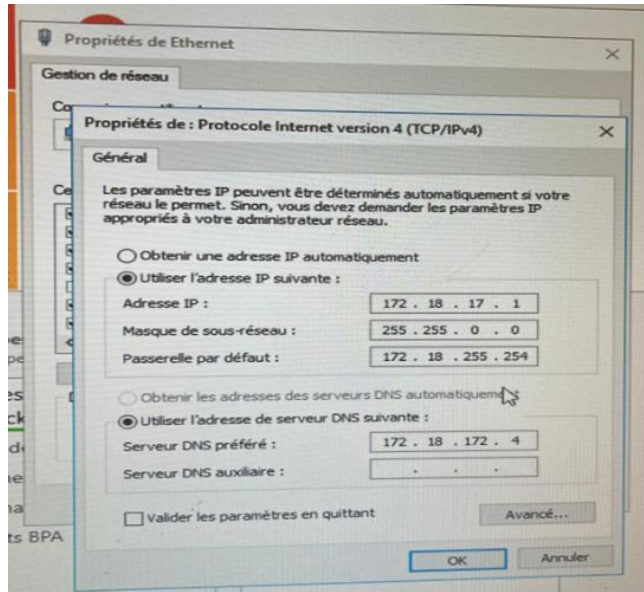 Propriétés de Ethernet
Gestion de réseau
Propriétés de : Protocole Internet version 4 (TCP/IPv4)
Général
Les paramètres IP peuvent être déterminés automatiquement si votre
réseau le permet. Sinon, vous devez demander les paramètres IP
appropriés à votre administrateur réseau.
Obtenir une adresse IP automatiquement
Utiliser l'adresse IP suivante :
Adresse IP : 172 . 18 . 17 . 1
Masque de sous-réseau : 255 . 255 . 0 . 0
Passerelle par défaut : 172 . 18 . 255 . 254
Obtenir les adresses des serveurs DNS automatiquement
Utiliser l'adresse de serveur DNS suivante :
Serveur DNS préféré : 172 . 18 . 172 . 4
Serveur DNS auxiliaire : . . .
Valider les paramètres en quittant
Avancé...
BPA
OK
Annuler